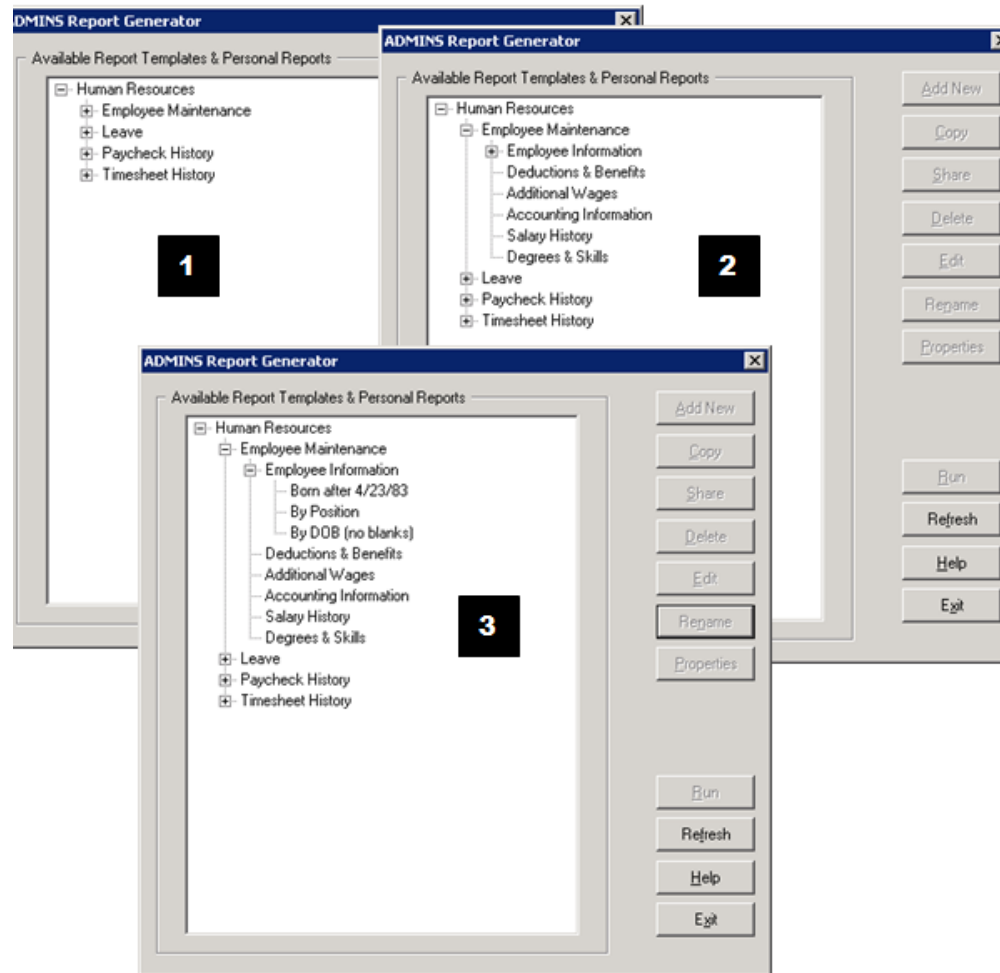 ADMINS Report Generator
Available Report Templates & Personal Reports
Human Resources
Employee Maintenance
Leave
Paycheck History
Timesheet History
1
ADMINS Report Generator
Available Report Templates & Personal Reports
Human Resources
Employee Maintenance
Employee Information
Deductions & Benefits
Additional Wages
Accounting Information
Salary History
Degrees & Skills
Leave
Paycheck History
Timesheet History
2
Add New
Copy
Share
Delete
Edit
Rename
Properties
Run
Refresh
Help
Exit
ADMINS Report Generator
Available Report Templates & Personal Reports
Human Resources
Employee Maintenance
Employee Information
Born after 4/23/83
By Position
By DOB (no blanks)
Deductions & Benefits
Additional Wages
Accounting Information
Salary History
Degrees & Skills
Leave
Paycheck History
Timesheet History
3
Add New
Copy
Share
Delete
Edit
Rename
Properties
Run
Refresh
Help
Exit